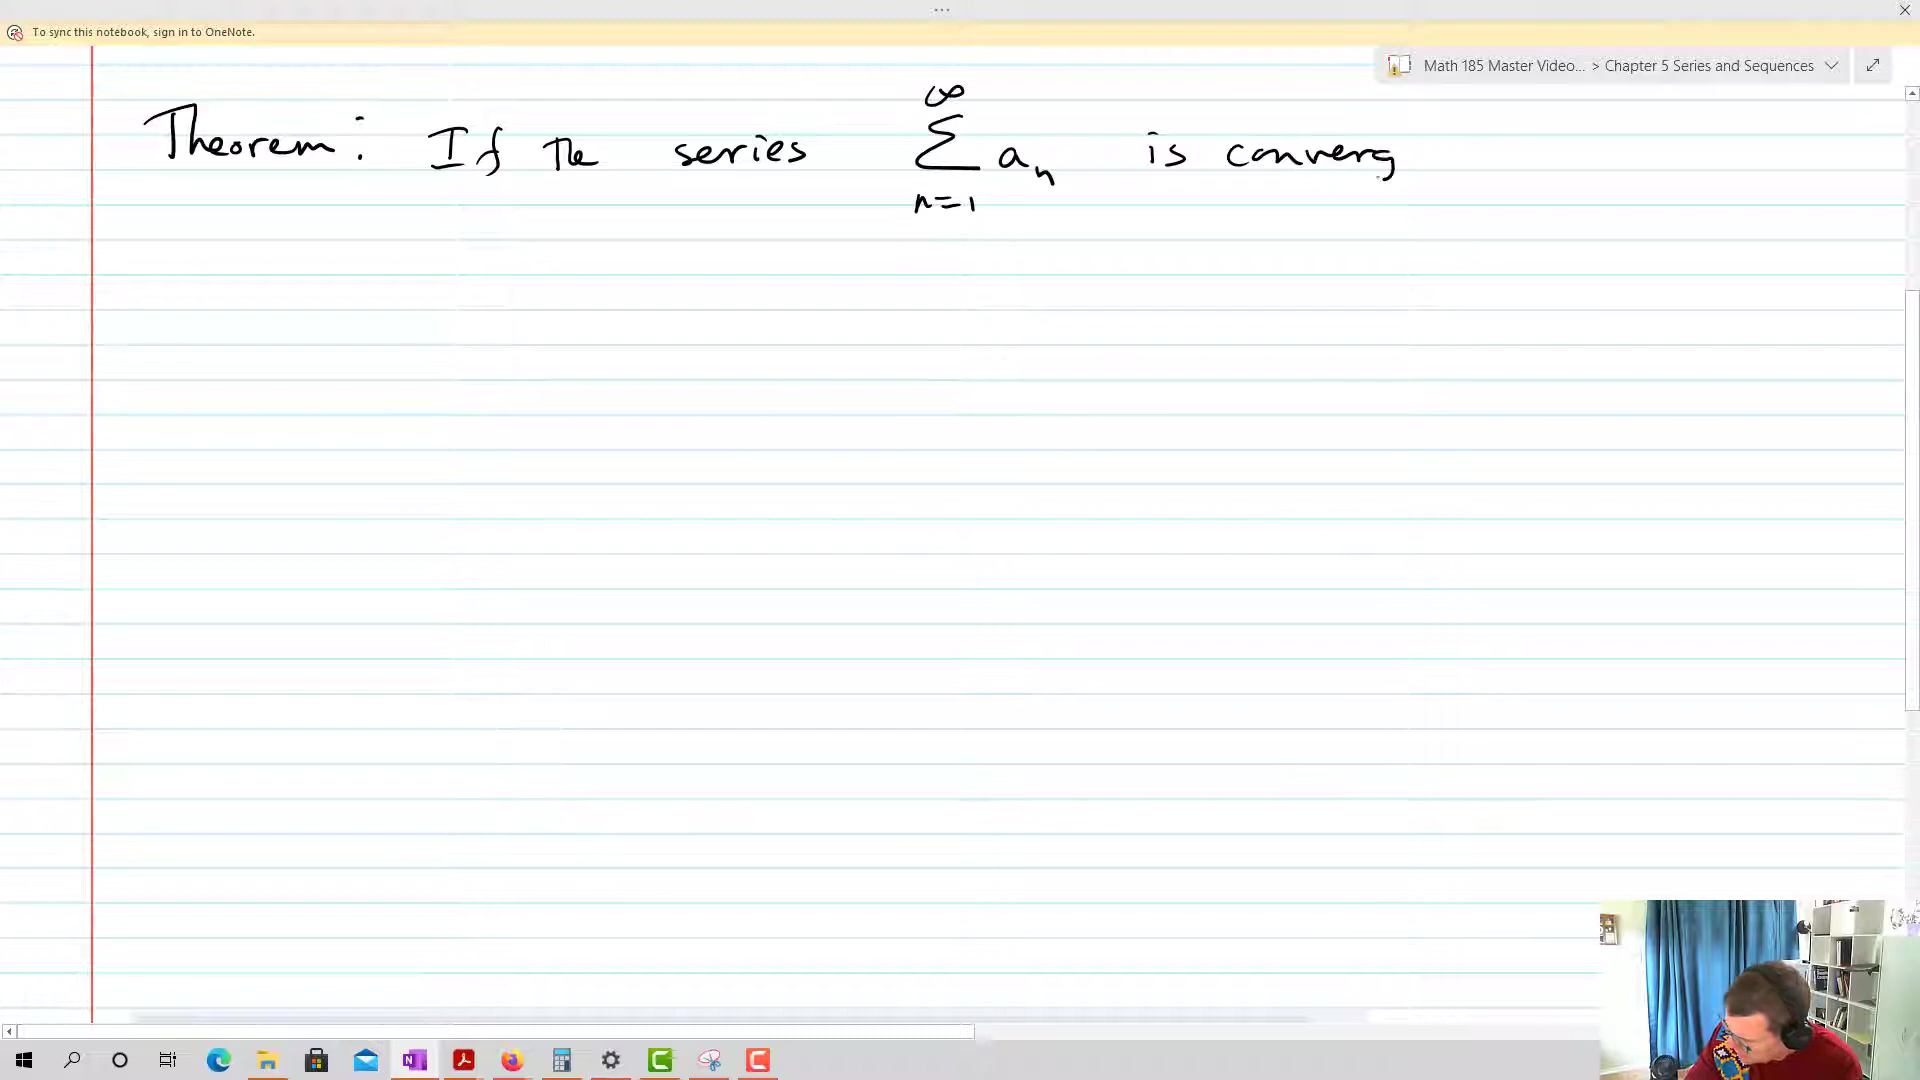 ...
To sync this notebook, sign in to OneNote.
Math 185 Master Video... > Chapter 5 Series and Sequences
∞
Theorem: If the series Σ aₙ is converg
n=1